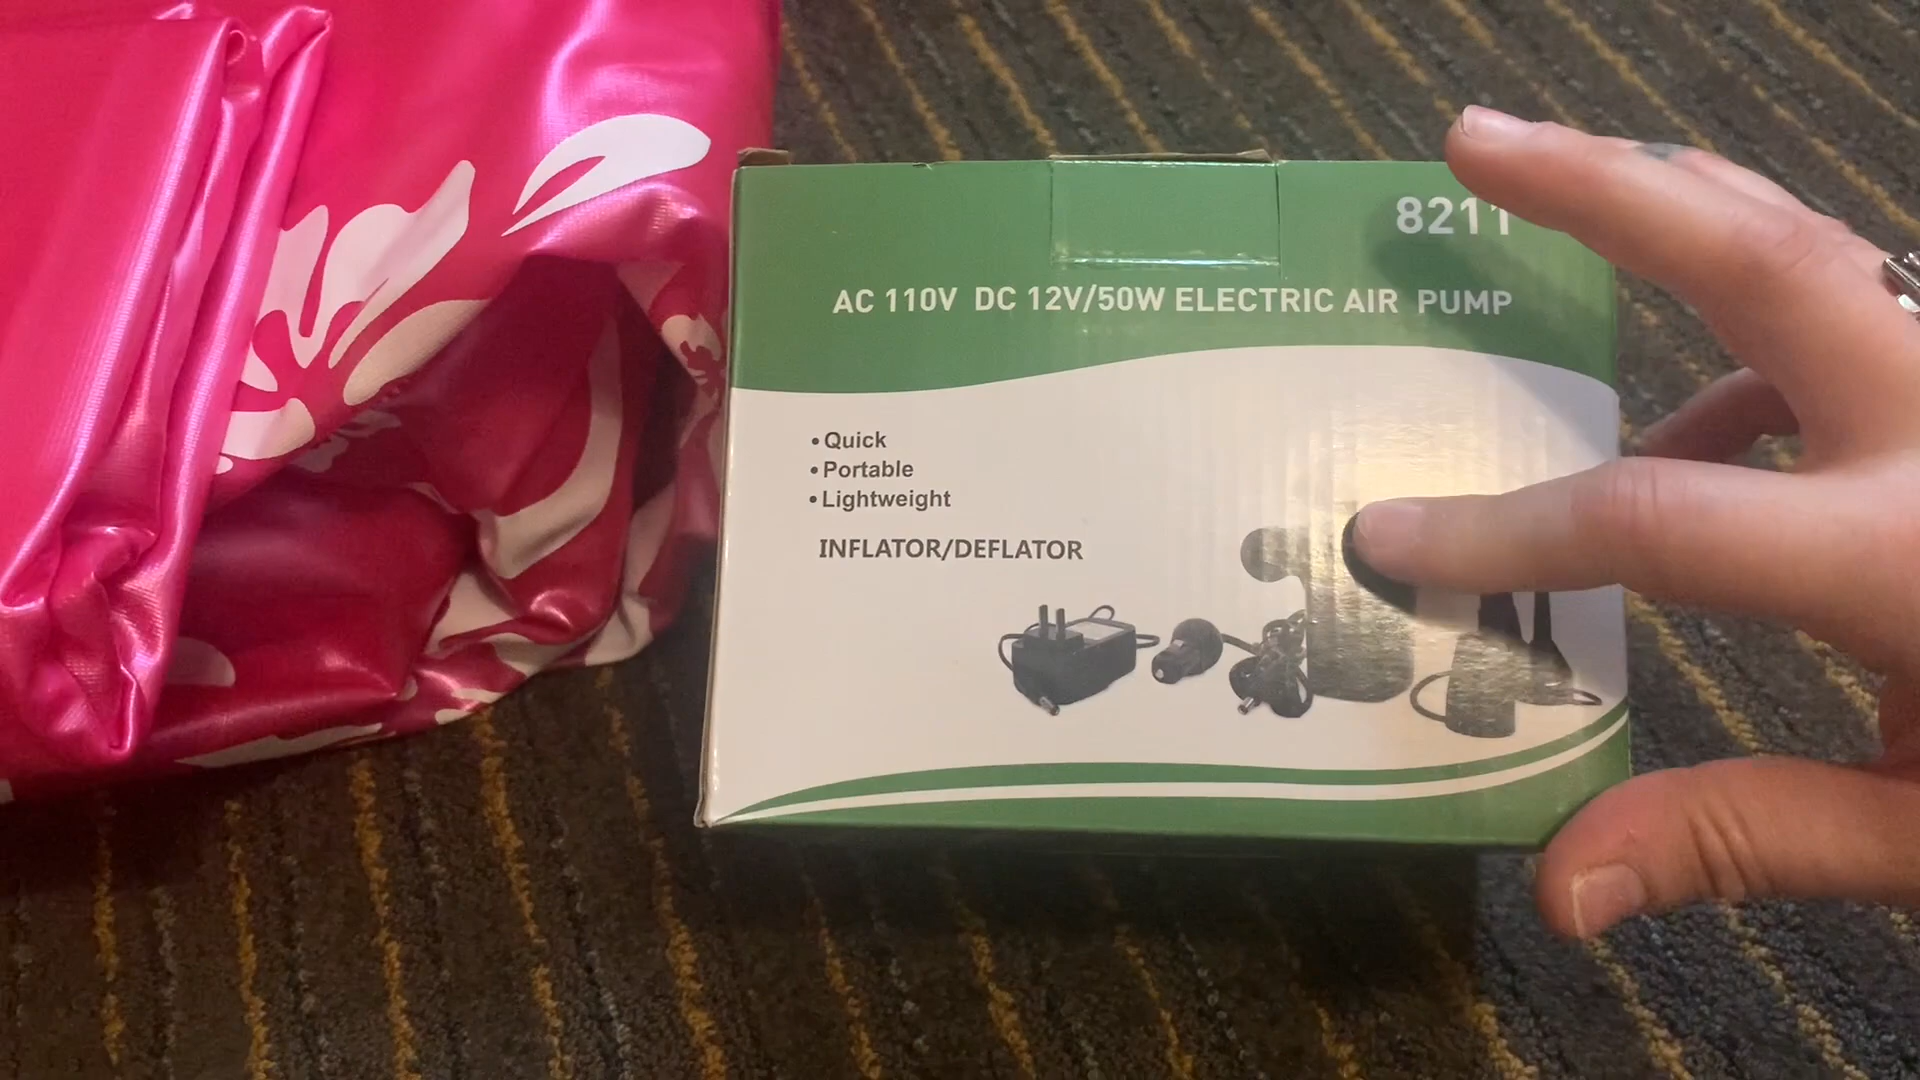 8211
AC 110V DC 12V/50W ELECTRIC AIR PUMP
• Quick
• Portable
• Lightweight
INFLATOR/DEFLATOR